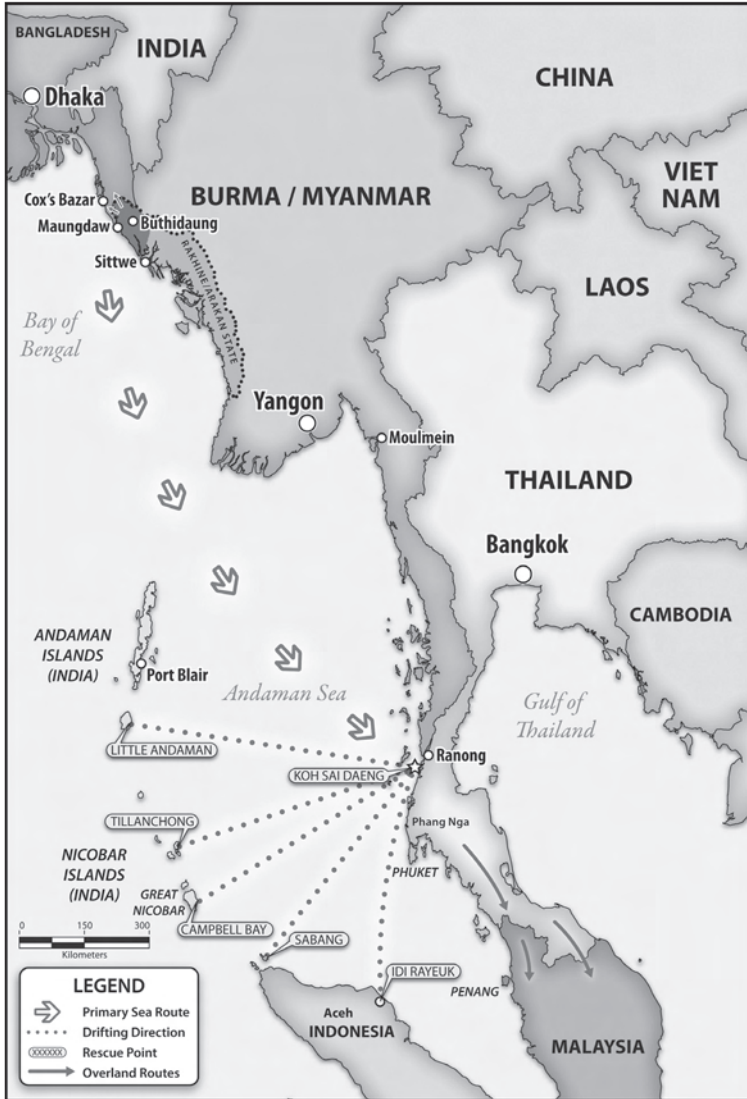 BANGLADESH
INDIA
CHINA
Dhaka
VIET
NAM
BURMA / MYANMAR
Cox's Bazar
Maungdaw
Buthidaung
Sittwe
RAKHINE/ARAKAN STATE
LAOS
Bay of
Bengal
Yangon
Moulmein
THAILAND
Bangkok
CAMBODIA
ANDAMAN
ISLANDS
(INDIA)
Port Blair
Andaman Sea
Gulf of
Thailand
LITTLE ANDAMAN
Ranong
KOH SAI DAENG
TILLANCHONG
Phang Nga
NICOBAR
ISLANDS
(INDIA)
PHUKET
GREAT
NICOBAR
CAMPBELL BAY
SABANG
0 150 300
Kilometers
IDI RAYEUK
PENANG
Aceh
INDONESIA
MALAYSIA
LEGEND
Primary Sea Route
Drifting Direction
XXXXXX Rescue Point
Overland Routes